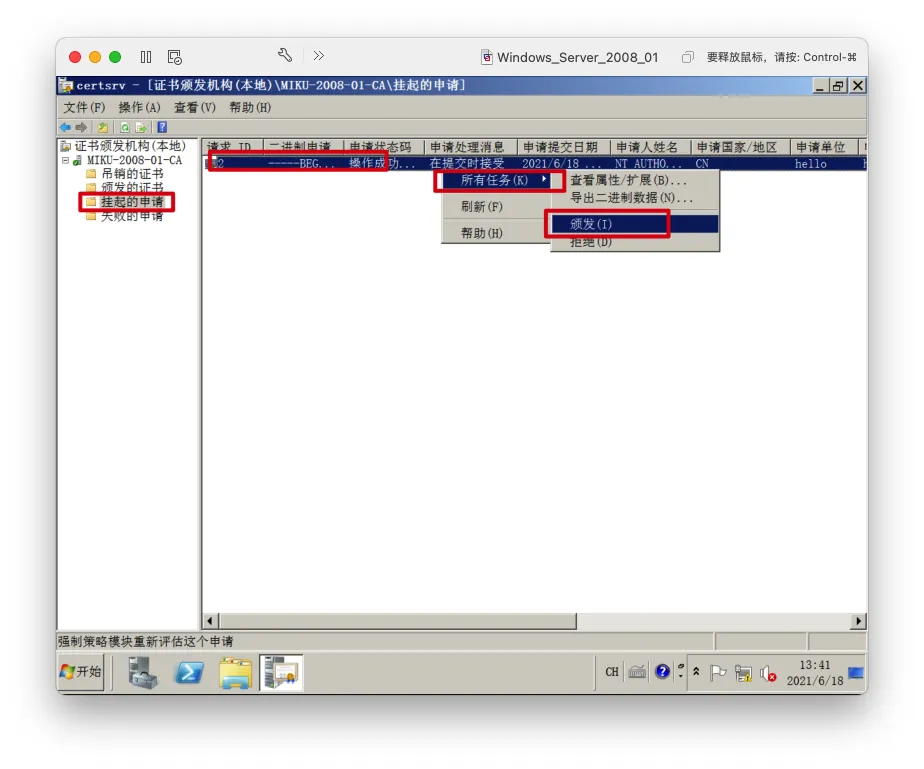 Windows_Server_2008_01
要释放鼠标，请按: Control-⌘
certsrv - [证书颁发机构(本地)\MIKU-2008-01-CA\挂起的申请]
文件(F) 操作(A) 查看(V) 帮助(H)
证书颁发机构(本地)
MIKU-2008-01-CA
吊销的证书
颁发的证书
挂起的申请
失败的申请
请求 ID 二进制申请 申请状态码 申请处理消息 申请提交日期 申请人姓名 申请国家/地区 申请单位
2 -----BEG... 操作成功... 在提交时接受 2021/6/18 ... NT AUTHO... CN hello
所有任务(K)
刷新(F)
帮助(H)
查看属性/扩展(B)...
导出二进制数据(N)...
颁发(I)
拒绝(D)
强制策略模块重新评估这个申请
开始
CH
13:41
2021/6/18